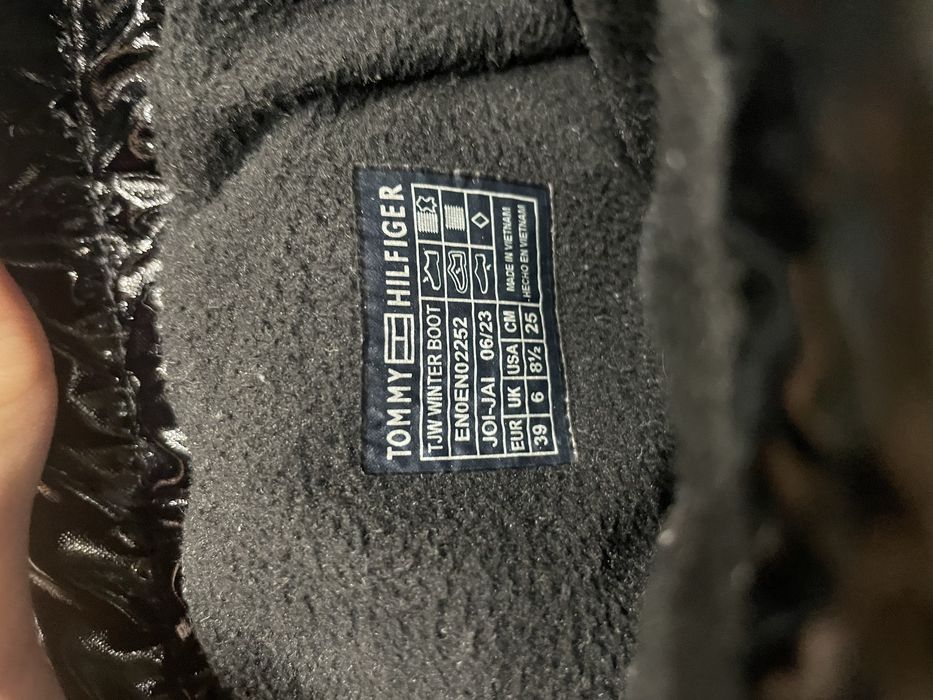 TOMMY HILFIGER
TJW WINTER BOOT
EN0EN02252
JOI-JAI 06/23
EUR UK USA CM
39 6 8½ 25
MADE IN VIETNAM
HECHO EN VIETNAM